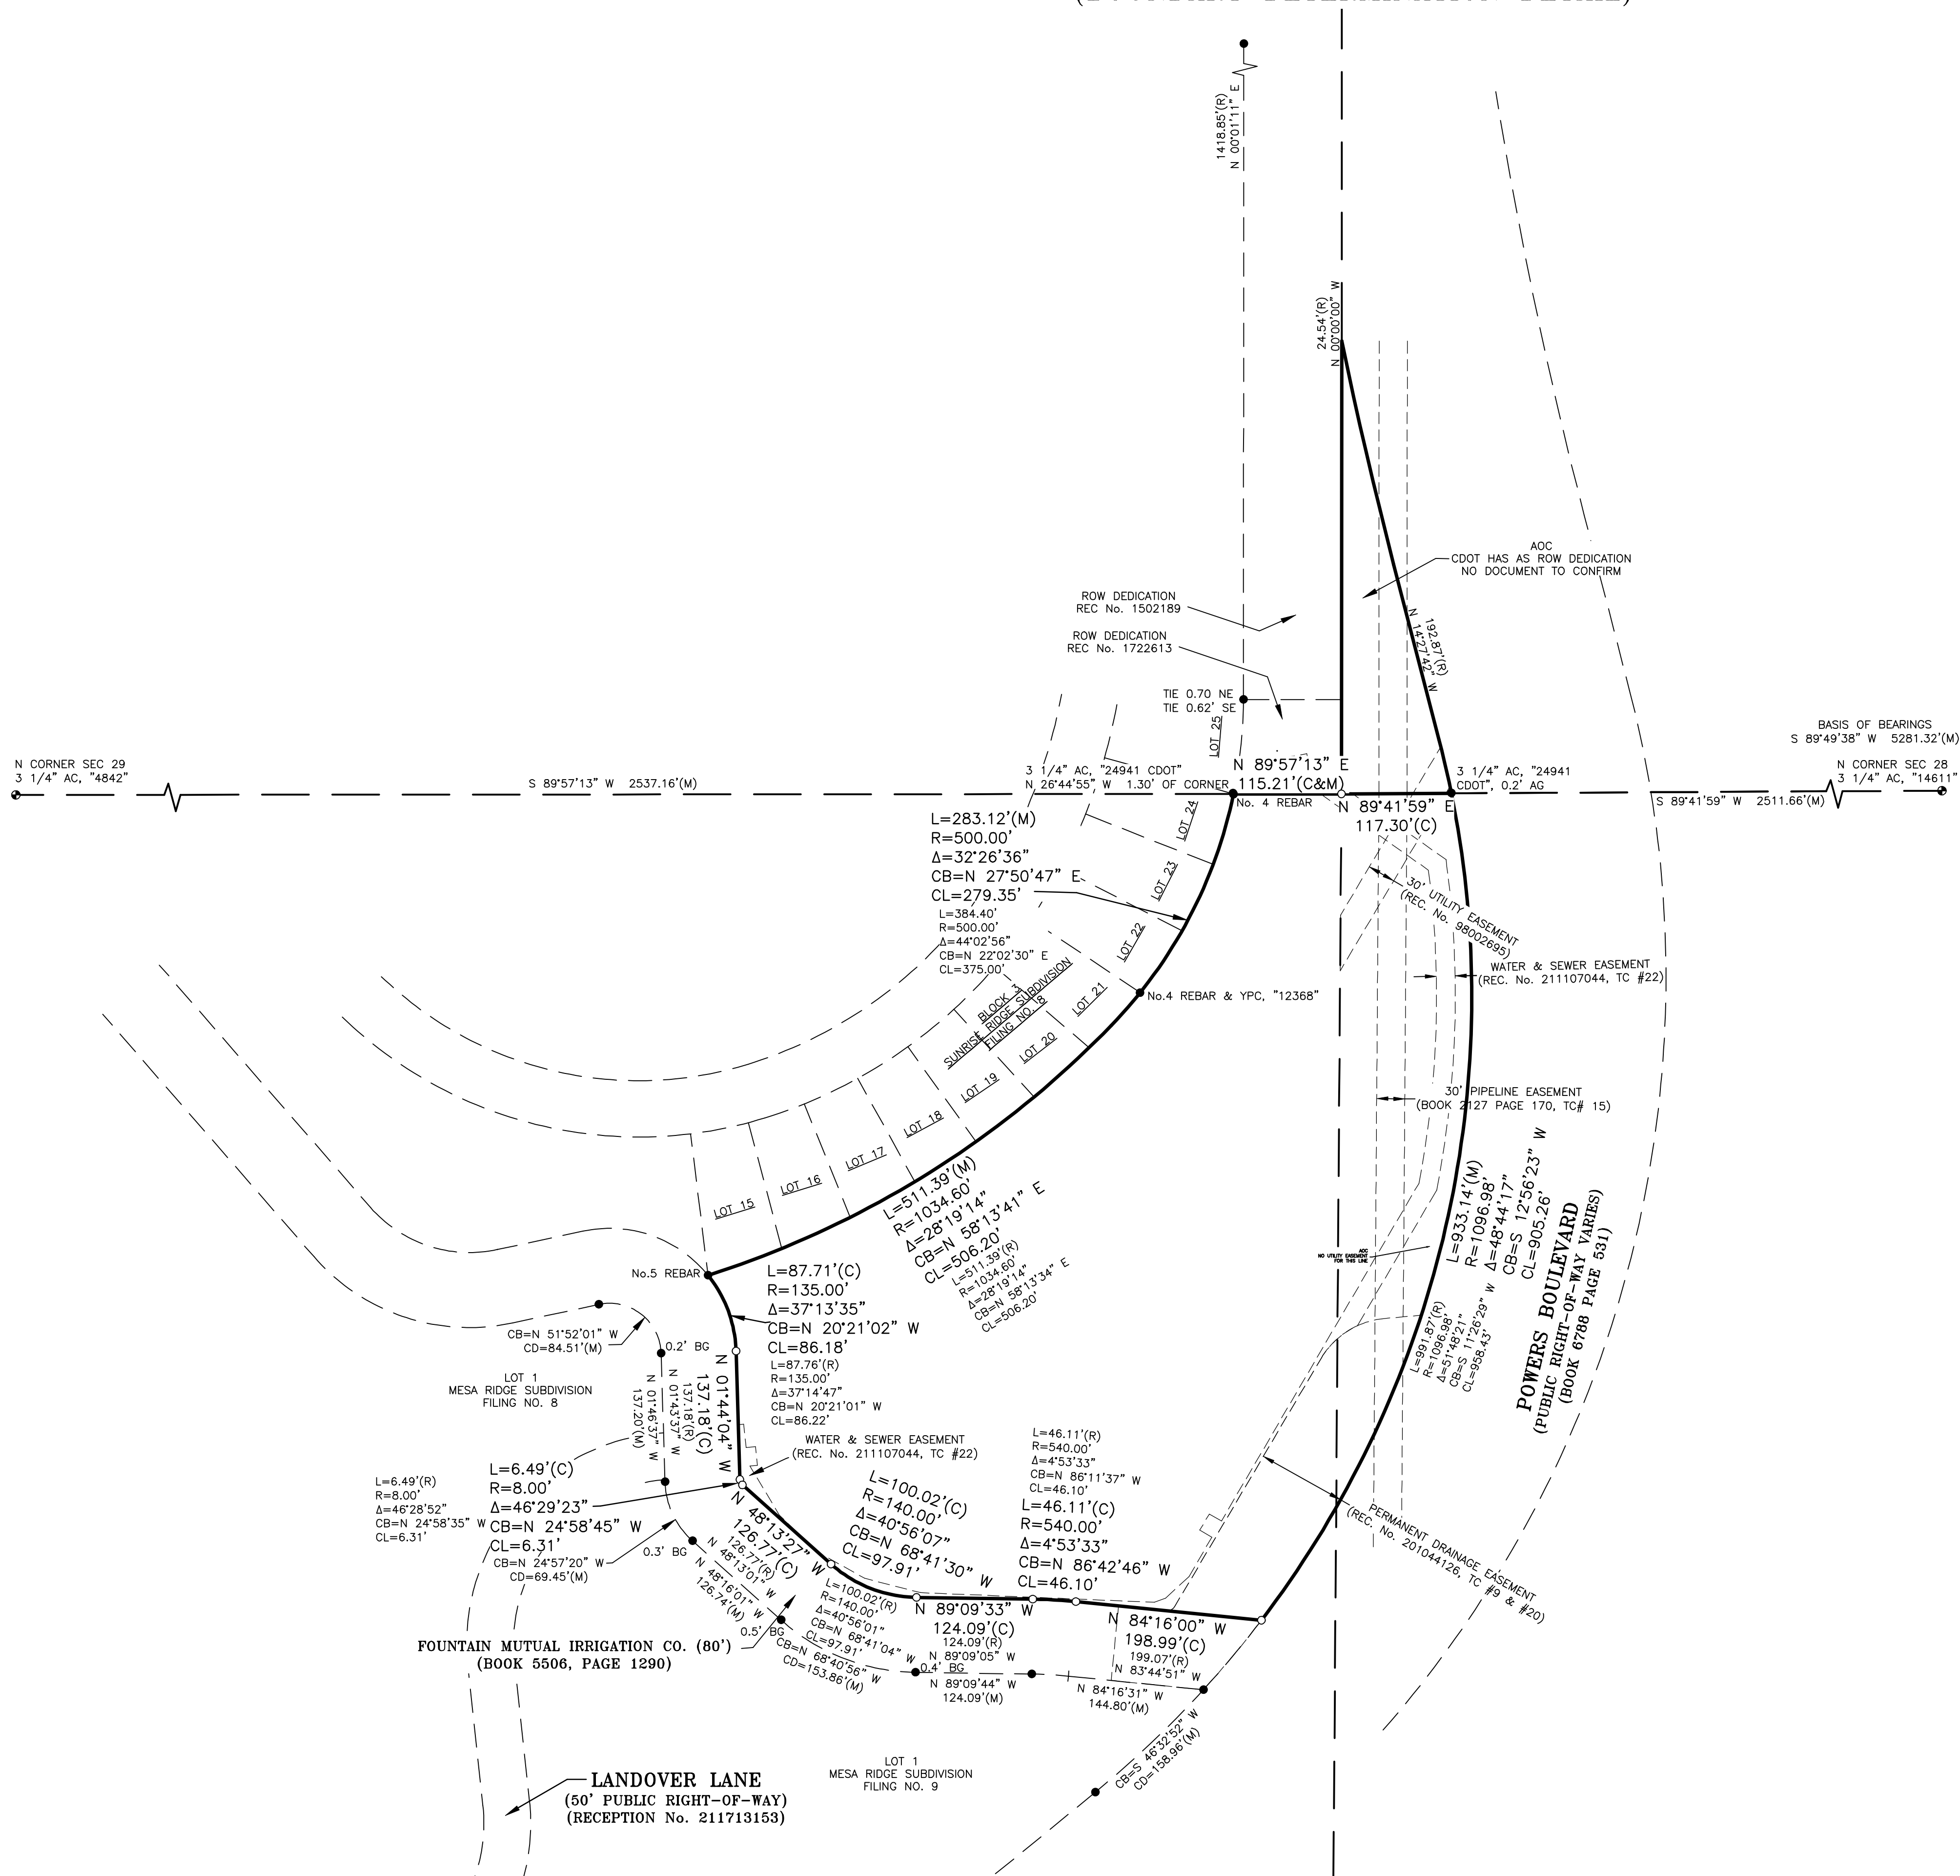 1418.85'(R)
N 00°01'11" E
24.54'(R)
N 00°00'00" W
AOC
CDOT HAS AS ROW DEDICATION
NO DOCUMENT TO CONFIRM
ROW DEDICATION
REC No. 1502189
ROW DEDICATION
REC No. 1722613
192.87'(R)
N 14°27'42" W
TIE 0.70 NE
TIE 0.62' SE
LOT 25
BASIS OF BEARINGS
S 89°49'38" W 5281.32'(M)
N CORNER SEC 29
3 1/4" AC, "4842"
S 89°57'13" W 2537.16'(M)
3 1/4" AC, "24941 CDOT"
N 26°44'55" W 1.30' OF CORNER
N 89°57'13" E
115.21'(C&M)
3 1/4" AC, "24941
CDOT", 0.2' AG
N CORNER SEC 28
3 1/4" AC, "14611"
S 89°41'59" W 2511.66'(M)
No. 4 REBAR
N 89°41'59" E
117.30'(C)
L=283.12'(M)
R=500.00'
Δ=32°26'36"
CB=N 27°50'47" E
CL=279.35'
L=384.40'
R=500.00'
Δ=44°02'56"
CB=N 22°02'30" E
CL=375.00'
LOT 24
LOT 23
LOT 22
LOT 21
LOT 20
LOT 19
LOT 18
LOT 17
LOT 16
LOT 15
BLOCK 3
SUNRISE RIDGE SUBDIVISION
FILING NO. 8
30' UTILITY EASEMENT
(REC. No. 98002695)
WATER & SEWER EASEMENT
(REC. No. 211107044, TC #22)
No.4 REBAR & YPC, "12368"
30' PIPELINE EASEMENT
(BOOK 2127 PAGE 170, TC# 15)
L=511.39'(M)
R=1034.60'
Δ=28°19'14"
CB=N 58°13'41" E
CL=506.20'
L=511.39'(R)
R=1034.60'
Δ=28°19'14"
CB=N 58°13'34" E
CL=506.20'
L=933.14'(M)
R=1096.98'
Δ=48°44'17"
CB=S 12°56'23" W
CL=905.26'
L=991.87'(R)
R=1096.98'
Δ=51°48'21"
CB=S 11°26'29" W
CL=958.43'
POWERS BOULEVARD
(PUBLIC RIGHT-OF-WAY VARIES)
(BOOK 6788 PAGE 531)
AOC
NO UTILITY EASEMENT
FOR THIS LINE
No.5 REBAR
L=87.71'(C)
R=135.00'
Δ=37°13'35"
CB=N 20°21'02" W
CL=86.18'
L=87.76'(R)
R=135.00'
Δ=37°14'47"
CB=N 20°21'01" W
CL=86.22'
CB=N 51°52'01" W
CD=84.51'(M)
0.2' BG
LOT 1
MESA RIDGE SUBDIVISION
FILING NO. 8
N 01°44'04" W
137.18'(C)
137.18'(R)
N 01°43'37" W
N 01°46'37" W
137.20'(M)
WATER & SEWER EASEMENT
(REC. No. 211107044, TC #22)
L=6.49'(R)
R=8.00'
Δ=46°28'52"
CB=N 24°58'35" W
CL=6.31'
L=6.49'(C)
R=8.00'
Δ=46°29'23"
CB=N 24°58'45" W
CL=6.31'
CB=N 24°57'20" W
CD=69.45'(M)
0.3' BG
N 48°13'27" W
126.77'(C)
126.77'(R)
N 48°13'01" W
N 48°16'01" W
126.74'(M)
0.5' BG
L=100.02'(C)
R=140.00'
Δ=40°56'07"
CB=N 68°41'30" W
CL=97.91'
L=100.02'(R)
R=140.00'
Δ=40°56'01"
CB=N 68°41'04" W
CL=97.91'
CB=N 68°40'56" W
CD=153.86'(M)
L=46.11'(R)
R=540.00'
Δ=4°53'33"
CB=N 86°11'37" W
CL=46.10'
L=46.11'(C)
R=540.00'
Δ=4°53'33"
CB=N 86°42'46" W
CL=46.10'
N 89°09'33" W
124.09'(C)
124.09'(R)
N 89°09'05" W
0.4' BG
N 89°09'44" W
124.09'(M)
N 84°16'00" W
198.99'(C)
199.07'(R)
N 83°44'51" W
N 84°16'31" W
144.80'(M)
PERMANENT DRAINAGE EASEMENT
(REC. No. 201044126, TC #9 & #20)
FOUNTAIN MUTUAL IRRIGATION CO. (80')
(BOOK 5506, PAGE 1290)
CB=S 46°32'52" W
CD=158.96'(M)
LOT 1
MESA RIDGE SUBDIVISION
FILING NO. 9
LANDOVER LANE
(50' PUBLIC RIGHT-OF-WAY)
(RECEPTION No. 211713153)